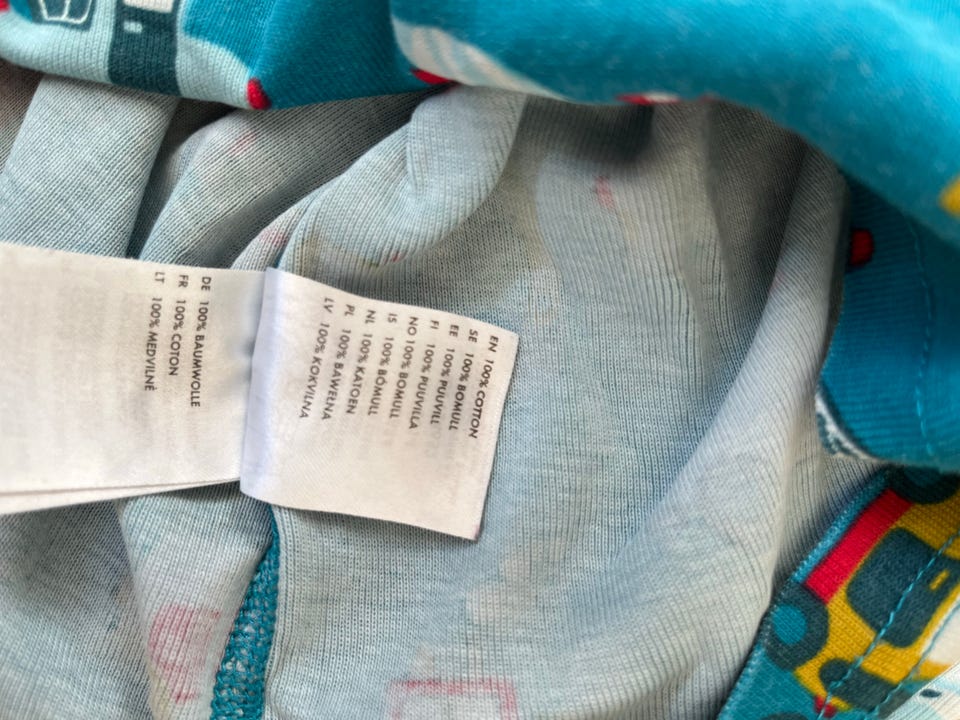 EN 100% COTTON
SE 100% BOMULL
EE 100% PUUVILL
FI 100% PUUVILLA
NO 100% BOMULL
IS 100% BÓMULL
NL 100% KATOEN
PL 100% BAWEŁNA
LV 100% KOKVILNA
DE 100% BAUMWOLLE
FR 100% COTON
LT 100% MEDVILNĖ